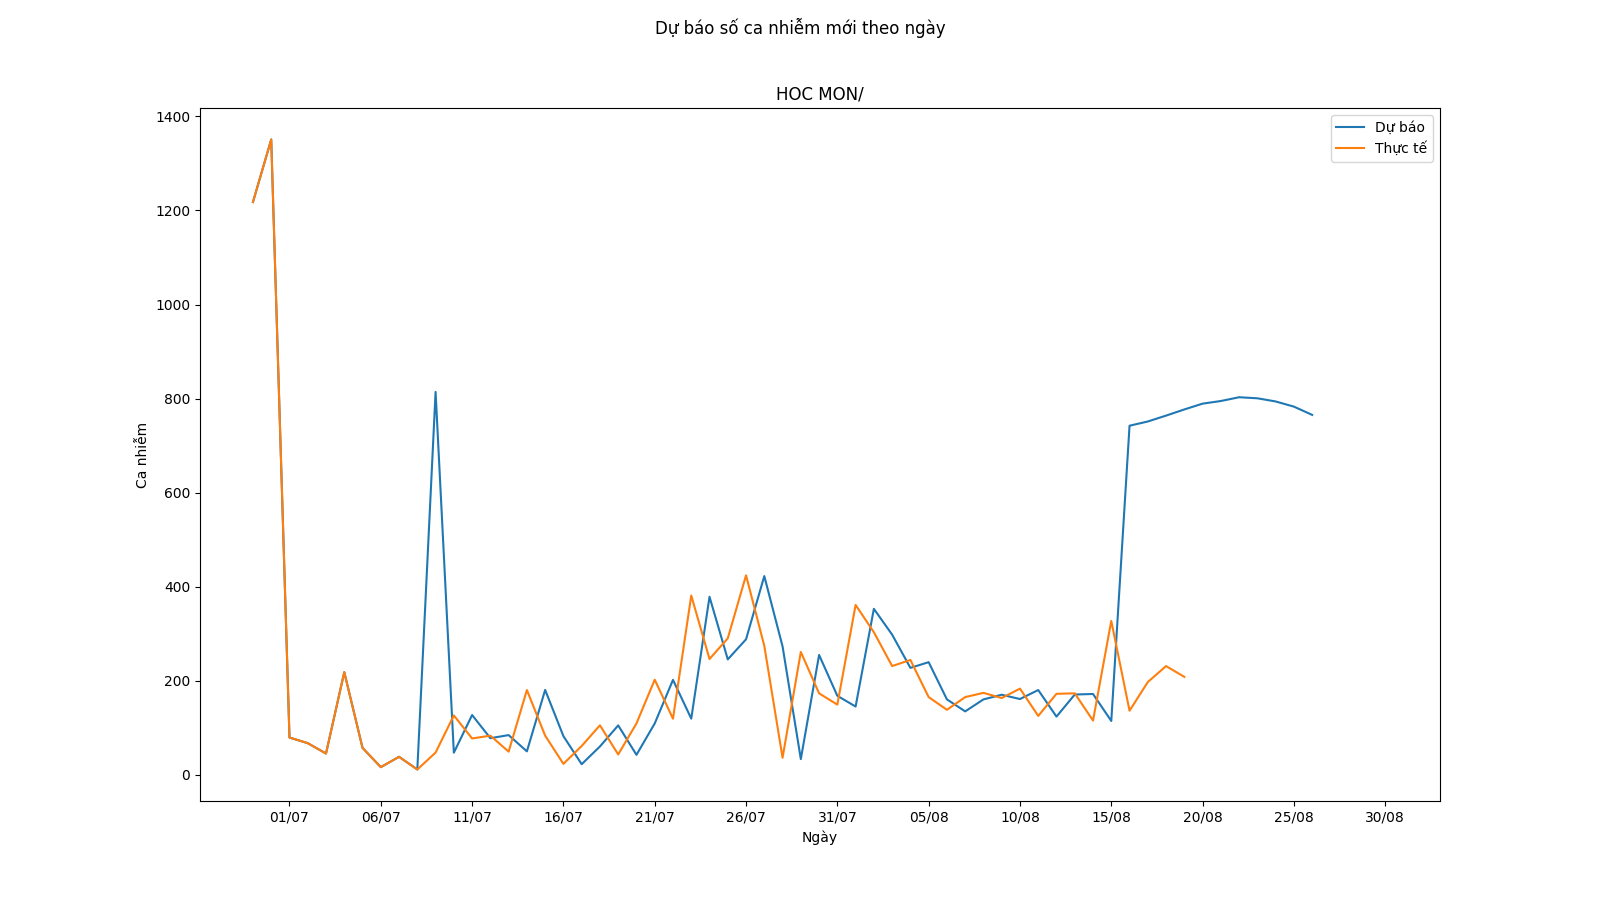 Dự báo số ca nhiễm mới theo ngày
HOC MON/
Dự báo
Thực tế
Ca nhiễm
1400
1200
1000
800
600
400
200
0
01/07 06/07 11/07 16/07 21/07 26/07 31/07 05/08 10/08 15/08 20/08 25/08 30/08
Ngày